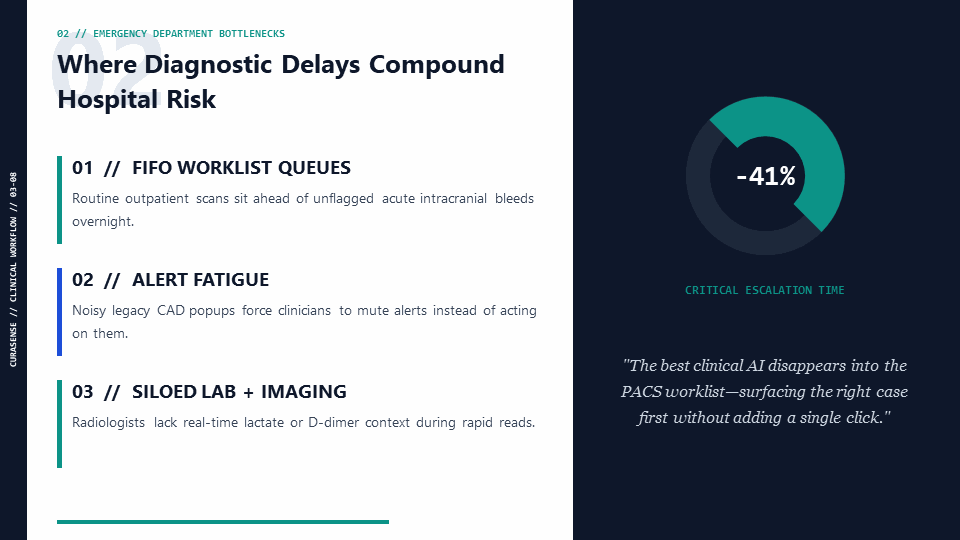 CURASENSE // CLINICAL WORKFLOW // 03-08
02
02 // EMERGENCY DEPARTMENT BOTTLENECKS
Where Diagnostic Delays Compound
Hospital Risk
01 // FIFO WORKLIST QUEUES
Routine outpatient scans sit ahead of unflagged acute intracranial bleeds
overnight.
02 // ALERT FATIGUE
Noisy legacy CAD popups force clinicians to mute alerts instead of acting
on them.
03 // SILOED LAB + IMAGING
Radiologists lack real-time lactate or D-dimer context during rapid reads.
-41%
CRITICAL ESCALATION TIME
"The best clinical AI disappears into the
PACS worklist—surfacing the right case
first without adding a single click."